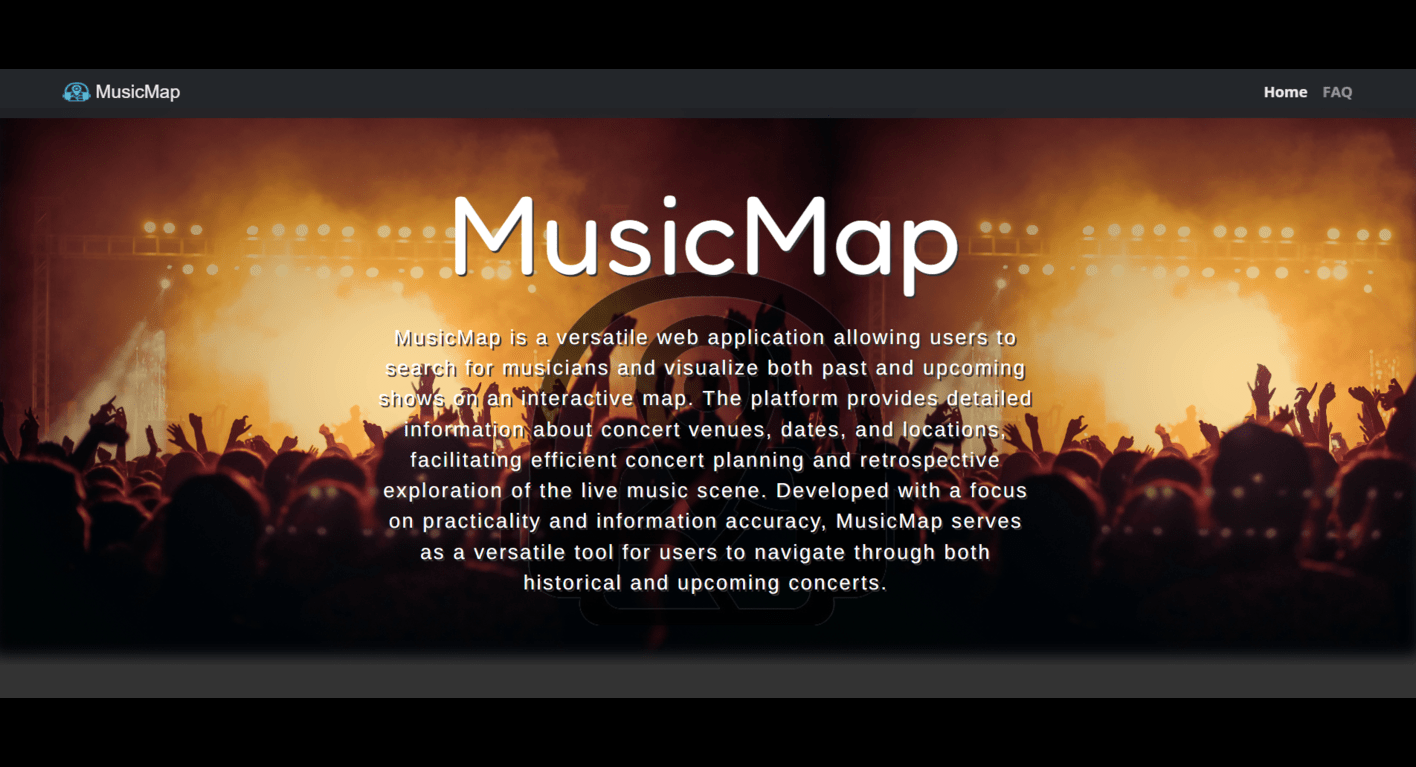 MusicMap
Home FAQ
MusicMap
MusicMap is a versatile web application allowing users to
search for musicians and visualize both past and upcoming
shows on an interactive map. The platform provides detailed
information about concert venues, dates, and locations,
facilitating efficient concert planning and retrospective
exploration of the live music scene. Developed with a focus
on practicality and information accuracy, MusicMap serves
as a versatile tool for users to navigate through both
historical and upcoming concerts.